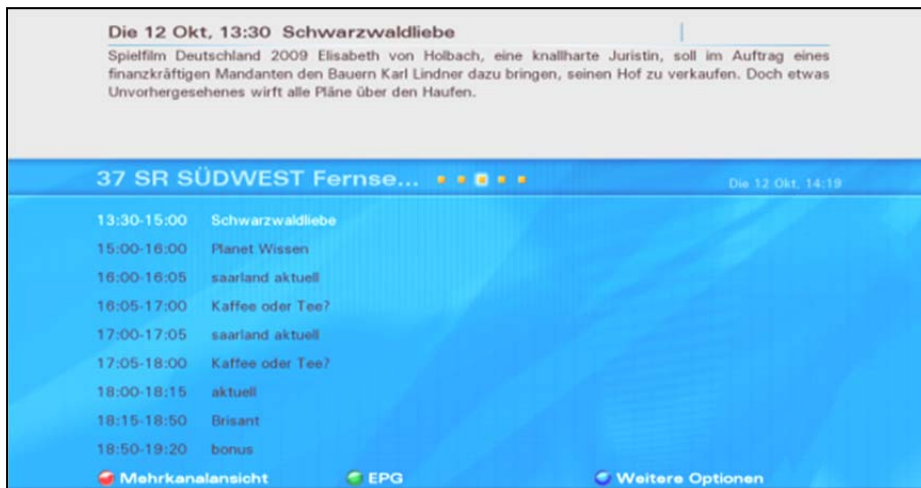 Die 12 Okt, 13:30 Schwarzwaldliebe
Spielfilm Deutschland 2009 Elisabeth von Holbach, eine knallharte Juristin, soll im Auftrag eines
finanzkräftigen Mandanten den Bauern Karl Lindner dazu bringen, seinen Hof zu verkaufen. Doch etwas
Unvorhergesehenes wirft alle Pläne über den Haufen.
37 SR SÜDWEST Fernse...
Die 12 Okt, 14:19
13:30-15:00 Schwarzwaldliebe
15:00-16:00 Planet Wissen
16:00-16:05 saarland aktuell
16:05-17:00 Kaffee oder Tee?
17:00-17:05 saarland aktuell
17:05-18:00 Kaffee oder Tee?
18:00-18:15 aktuell
18:15-18:50 Brisant
18:50-19:20 bonus
Mehrkanalansicht EPG Weitere Optionen